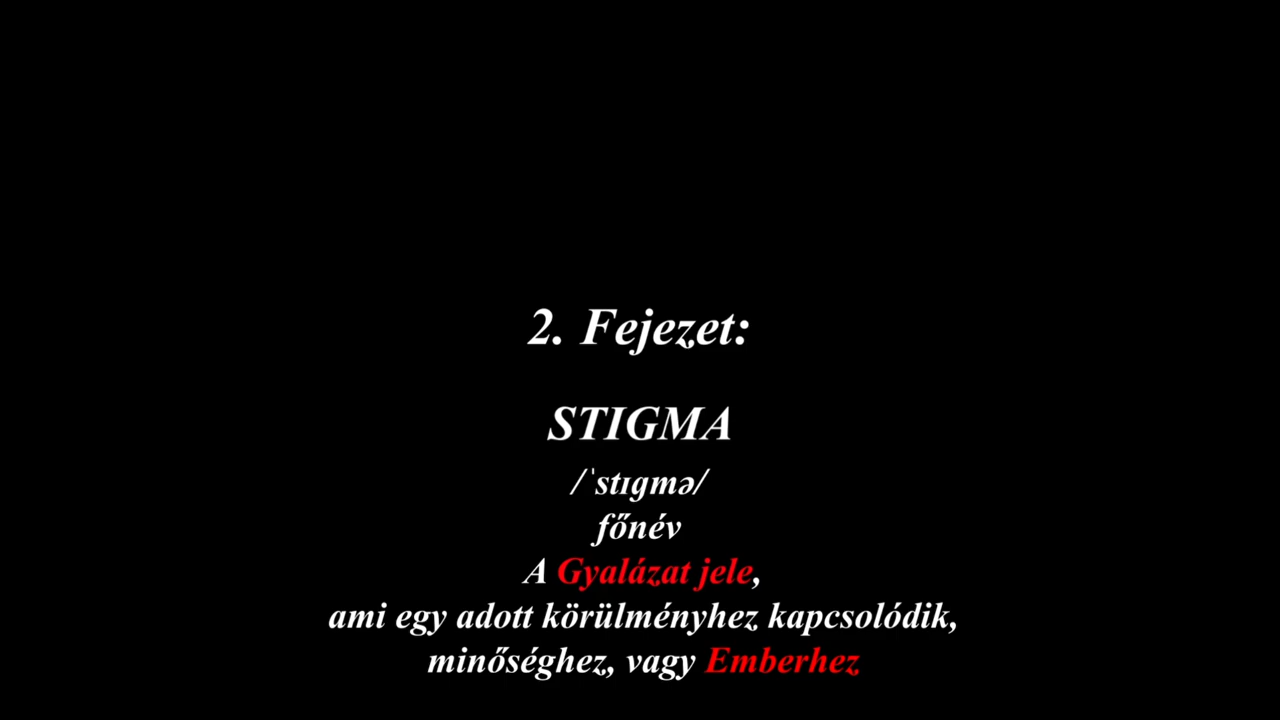 2. Fejezet:
STIGMA
/ˈstɪgmə/
főnév
A Gyalázat jele,
ami egy adott körülményhez kapcsolódik,
minőséghez, vagy Emberhez